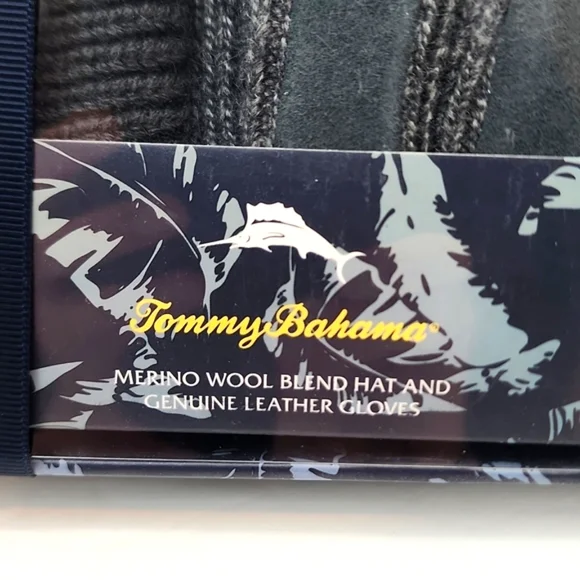 Tommy Bahama®
MERINO WOOL BLEND HAT AND
GENUINE LEATHER GLOVES